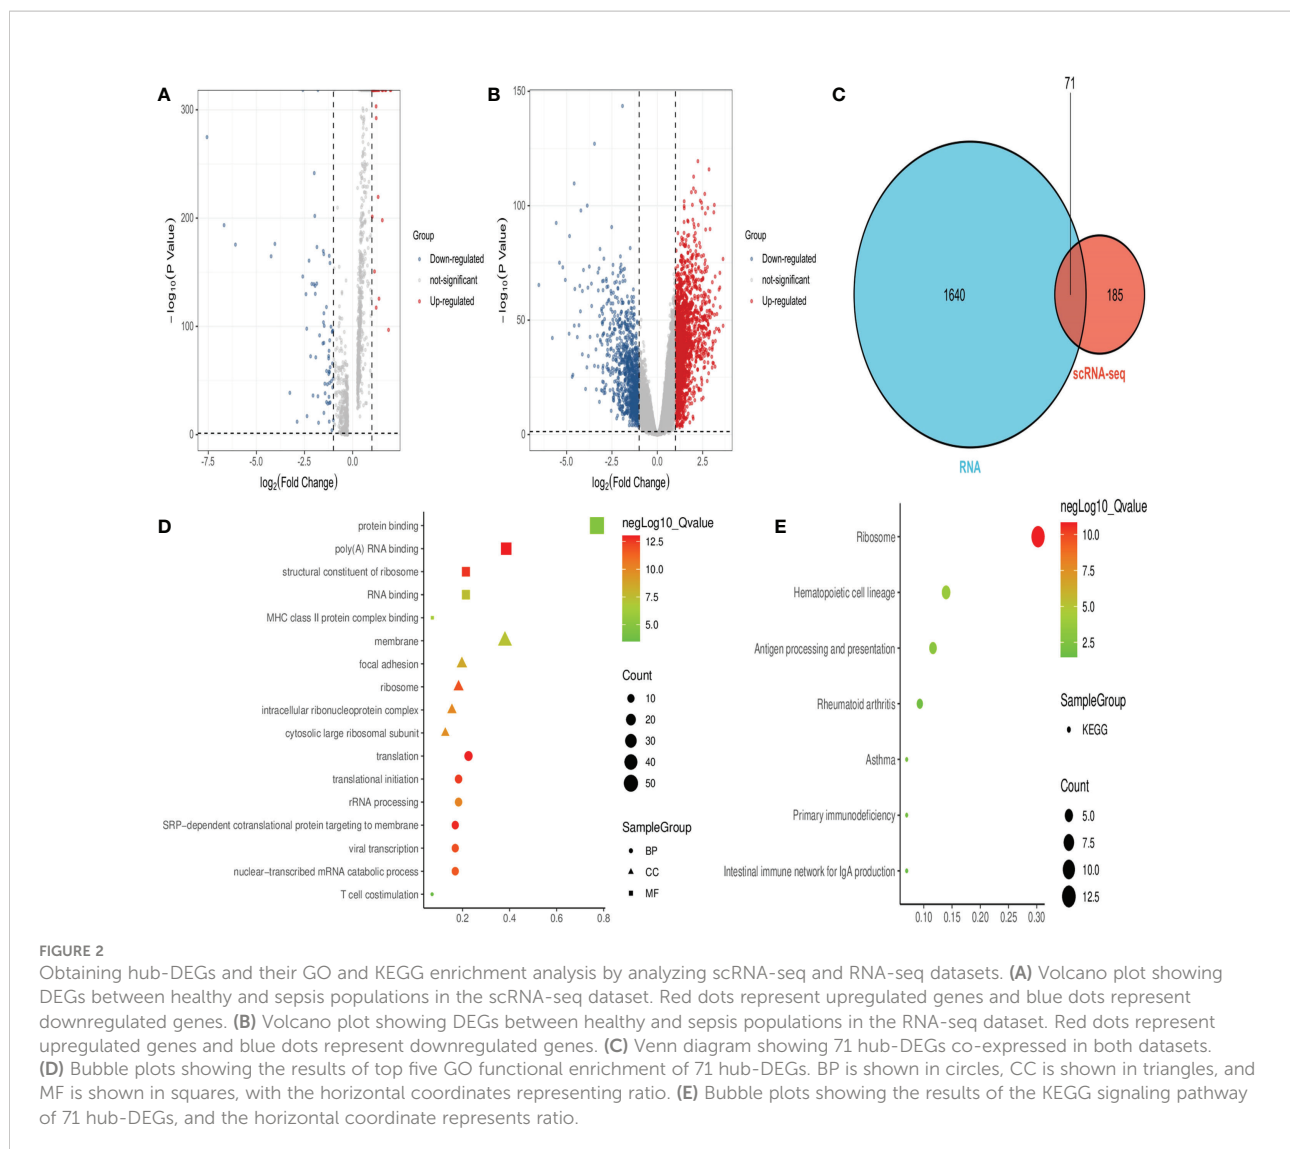 A
300
200
100
0
-7.5
-5.0
-2.5
0.0
−log10(P Value)
log2(Fold Change)
Group
Down-regulated
not-significant
Up-regulated
B
150
100
50
0
-5.0
-2.5
0.0
2.5
−log10(P Value)
log2(Fold Change)
Group
Down-regulated
not-significant
Up-regulated
C
71
1640
185
scRNA-seq
RNA
D
protein binding
poly(A) RNA binding
structural constituent of ribosome
RNA binding
MHC class II protein complex binding
membrane
focal adhesion
ribosome
intracellular ribonucleoprotein complex
cytosolic large ribosomal subunit
translation
translational initiation
rRNA processing
SRP−dependent cotranslational protein targeting to membrane
viral transcription
nuclear−transcribed mRNA catabolic process
T cell costimulation
0.2
0.4
0.6
0.8
negLog10_Qvalue
12.5
10.0
7.5
5.0
Count
10
20
30
40
50
SampleGroup
BP
CC
MF
E
Ribosome
Hematopoietic cell lineage
Antigen processing and presentation
Rheumatoid arthritis
Asthma
Primary immunodeficiency
Intestinal immune network for IgA production
0.10
0.15
0.20
0.25
0.30
negLog10_Qvalue
10.0
7.5
5.0
2.5
SampleGroup
KEGG
Count
5.0
7.5
10.0
12.5
FIGURE 2
Obtaining hub-DEGs and their GO and KEGG enrichment analysis by analyzing scRNA-seq and RNA-seq datasets. (A) Volcano plot showing
DEGs between healthy and sepsis populations in the scRNA-seq dataset. Red dots represent upregulated genes and blue dots represent
downregulated genes. (B) Volcano plot showing DEGs between healthy and sepsis populations in the RNA-seq dataset. Red dots represent
upregulated genes and blue dots represent downregulated genes. (C) Venn diagram showing 71 hub-DEGs co-expressed in both datasets.
(D) Bubble plots showing the results of top five GO functional enrichment of 71 hub-DEGs. BP is shown in circles, CC is shown in triangles, and
MF is shown in squares, with the horizontal coordinates representing ratio. (E) Bubble plots showing the results of the KEGG signaling pathway
of 71 hub-DEGs, and the horizontal coordinate represents ratio.